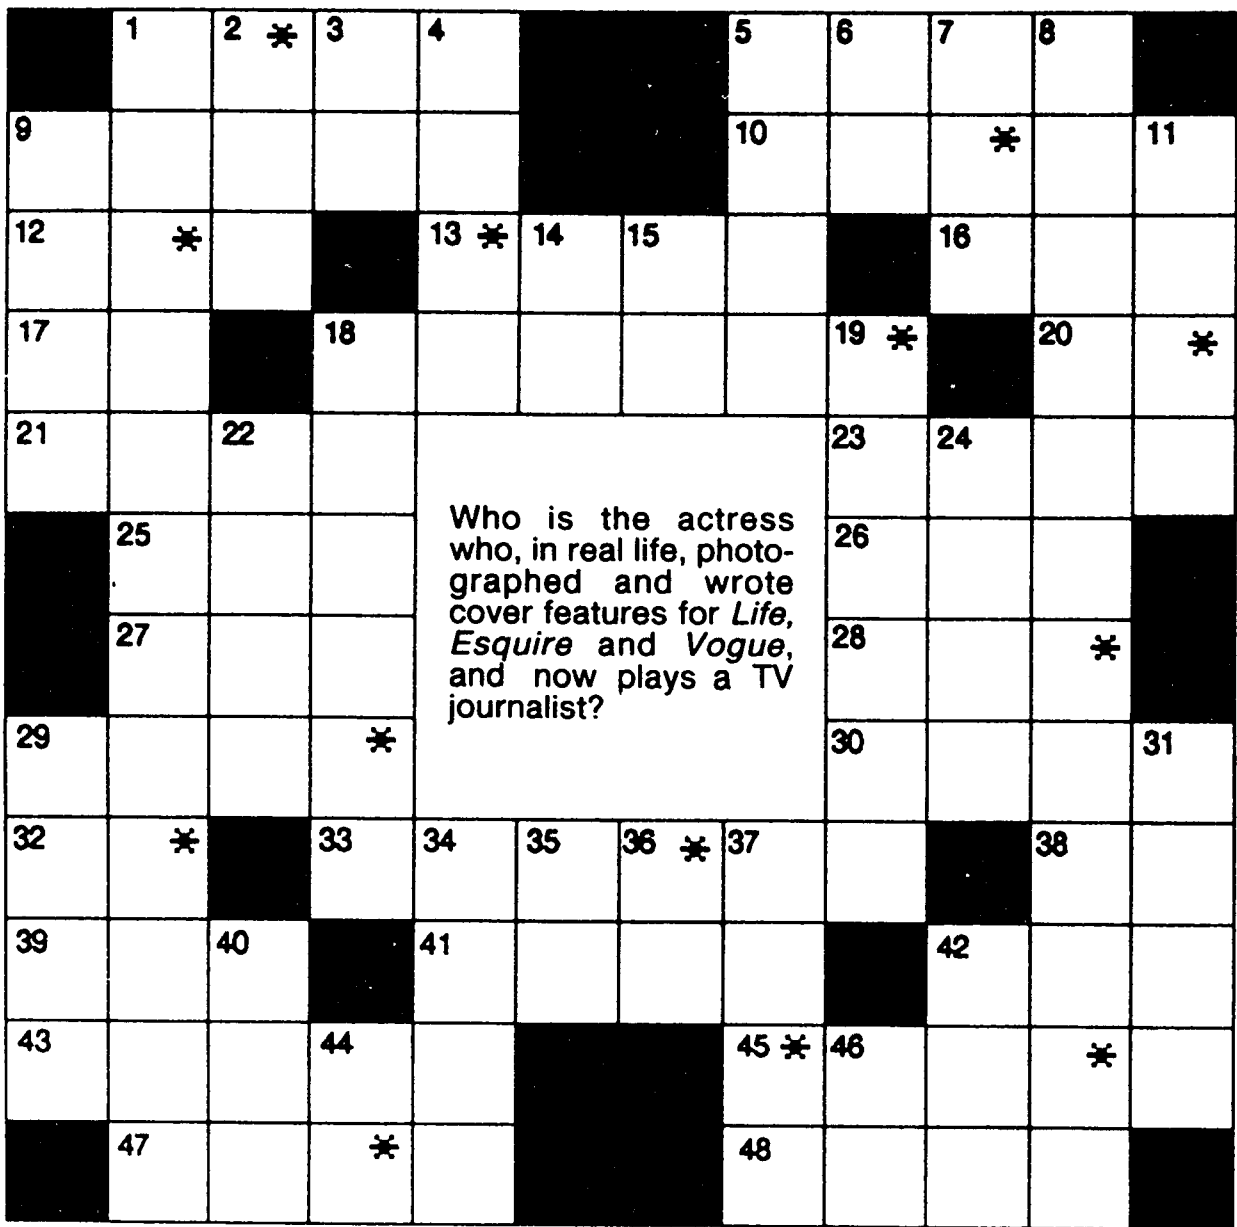 1 2 * 3 4 5 6 7 8
9 10 * 11
12 * 13 * 14 15 16
17 18 19 * 20 *
21 22 23 24
Who is the actress
25 26
who, in real life, photo-
graphed and wrote
cover features for Life,
27 28 *
Esquire and Vogue,
and now plays a TV
journalist?
29 * 30 31
32 * 33 34 35 36 * 37 38
39 40 41 42
43 44 45 * 46 *
47 * 48